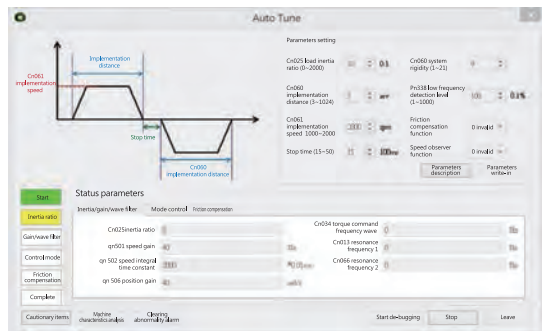 Auto Tune
Parameters setting
Implementation
distance
Cn061
implementation
speed
Stop time
Cn060
implementation distance
Cn025 load inertia
ratio (0~2000)
0.1
Cn060 system
rigidity (1~21)
Cn060
implementation
distance (3~1024)
Pn338 low frequency
detection level
(1~1000)
100
0.1%
Cn061
implementation
speed 1000~2000
Friction
compensation
function
0 invalid
Stop time (15~50)
Speed observer
function
0 invalid
Parameters
description
Parameters
write-in
Start
Inertia ratio
Gain/wave filter
Control mode
Friction
compensation
Complete
Status parameters
Inertia/gain/wave filter
Mode control
Friction compensation
Cn025inertia ratio
qn501 speed gain
40
qn 502 speed integral
time constant
qn 506 position gain
40
Cn034 torque command
frequency wave
0
Cn013 resonance
frequency 1
0
Cn066 resonance
frequency 2
0
Cautionary items
Machine
characteristics analysis
Clearing
abnormality alarm
Start de-bugging
Stop
Leave